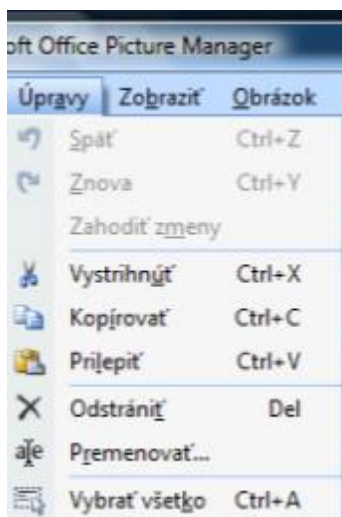 oft Office Picture Manager
Úpravy Zobraziť Obrázok
Späť Ctrl+Z
Znova Ctrl+Y
Zahodiť zmeny
Vystrihnúť Ctrl+X
Kopírovať Ctrl+C
Prilepiť Ctrl+V
Odstrániť Del
Premenovať...
Vybrať všetko Ctrl+A